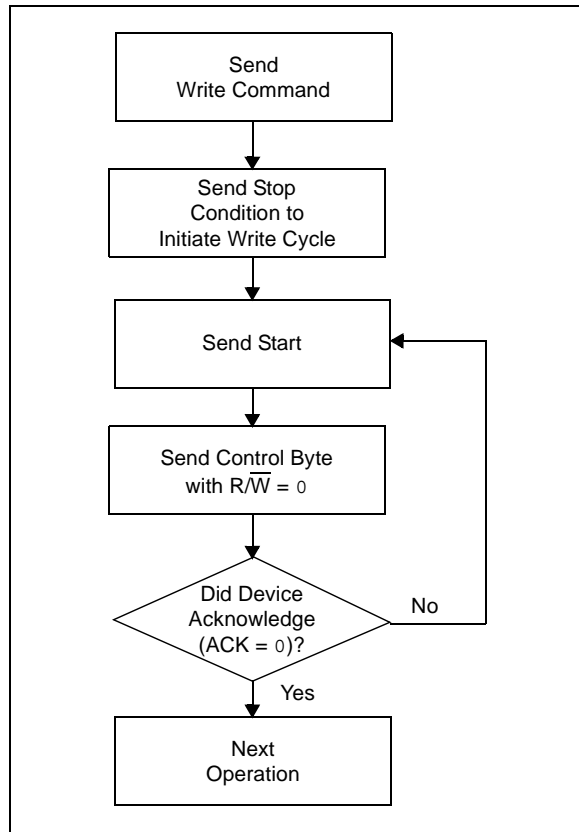 Send
Write Command
Send Stop
Condition to
Initiate Write Cycle
Send Start
Send Control Byte
with R/W̅ = 0
Did Device
Acknowledge
(ACK = 0)?
No
Yes
Next
Operation